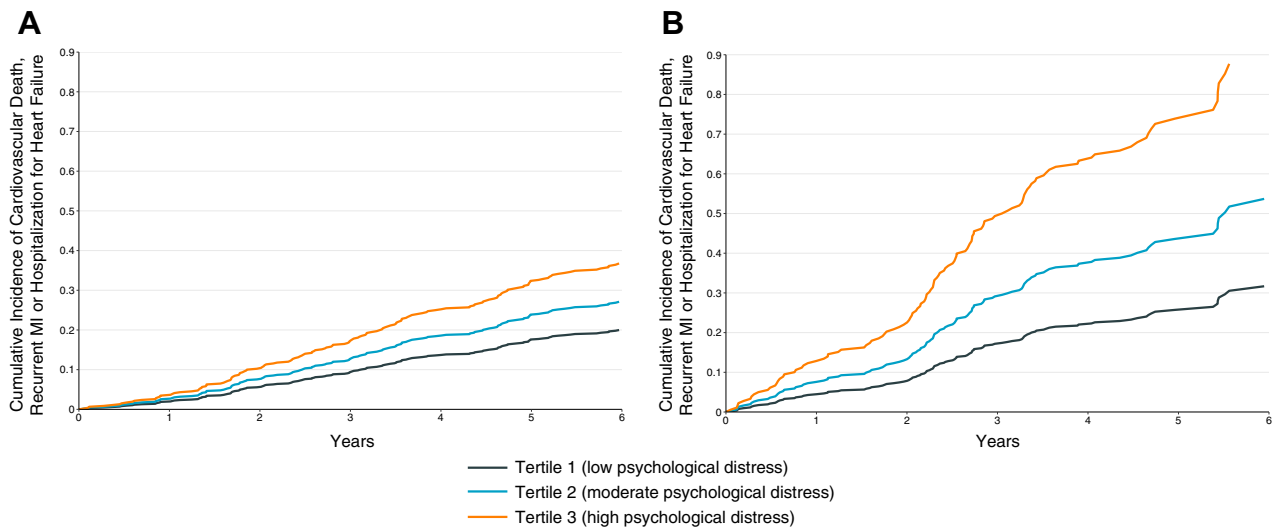 A
Cumulative Incidence of Cardiovascular Death,
Recurrent MI or Hospitalization for Heart Failure
0.9
0.8
0.7
0.6
0.5
0.4
0.3
0.2
0.1
0
0 1 2 3 4 5 6
Years
B
Cumulative Incidence of Cardiovascular Death,
Recurrent MI or Hospitalization for Heart Failure
0.9
0.8
0.7
0.6
0.5
0.4
0.3
0.2
0.1
0
0 1 2 3 4 5 6
Years
Tertile 1 (low psychological distress)
Tertile 2 (moderate psychological distress)
Tertile 3 (high psychological distress)